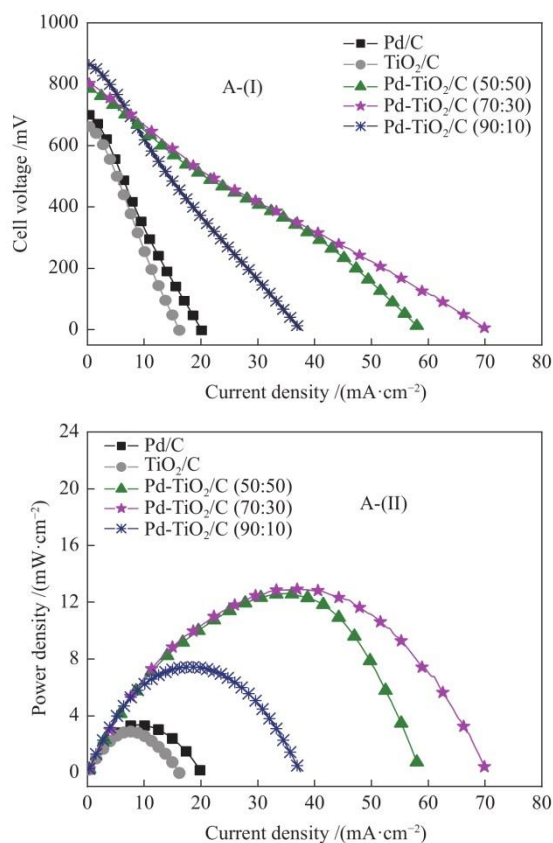 1000
800
600
400
200
0
Cell voltage /mV
A-(I)
Pd/C
TiO₂/C
Pd-TiO₂/C (50:50)
Pd-TiO₂/C (70:30)
Pd-TiO₂/C (90:10)
0 10 20 30 40 50 60 70 80
Current density /(mA·cm⁻²)
24
20
16
12
8
4
0
Power density /(mW·cm⁻²)
Pd/C
TiO₂/C
Pd-TiO₂/C (50:50)
Pd-TiO₂/C (70:30)
Pd-TiO₂/C (90:10)
A-(II)
0 10 20 30 40 50 60 70 80
Current density /(mA·cm⁻²)